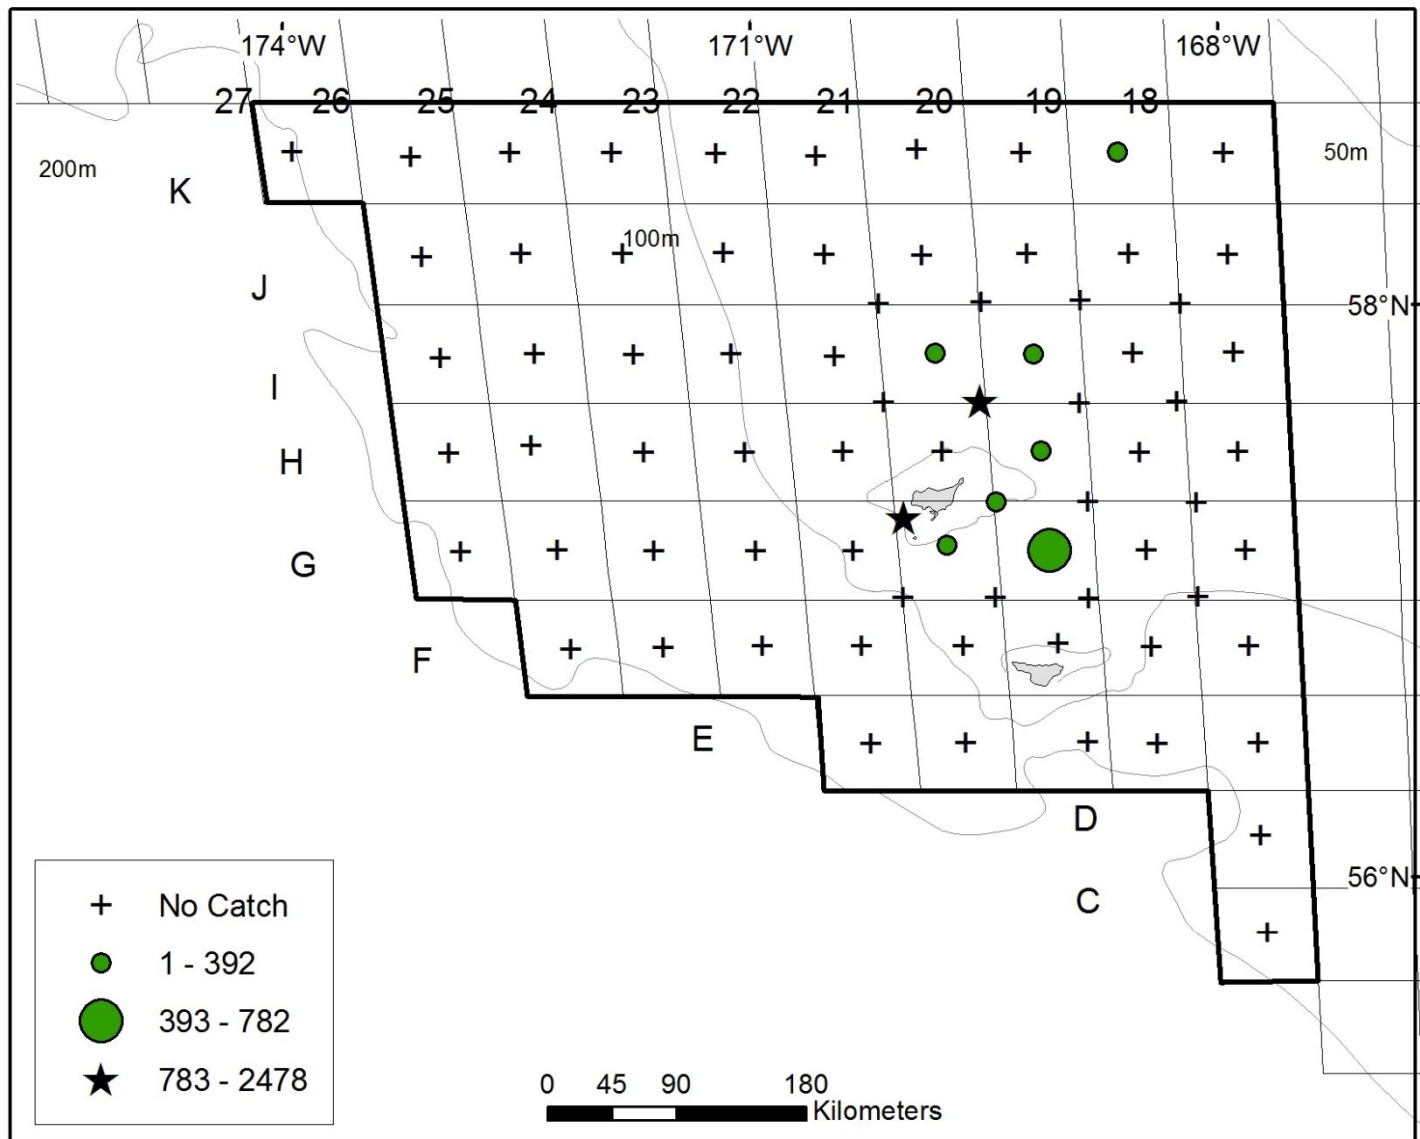 174°W 171°W 168°W
27 26 25 24 23 22 21 20 19 18
200m
50m
K
100m
J
58°N
I
H
G
F
E
D
56°N
C
No Catch
1 - 392
393 - 782
783 - 2478
0 45 90 180
Kilometers